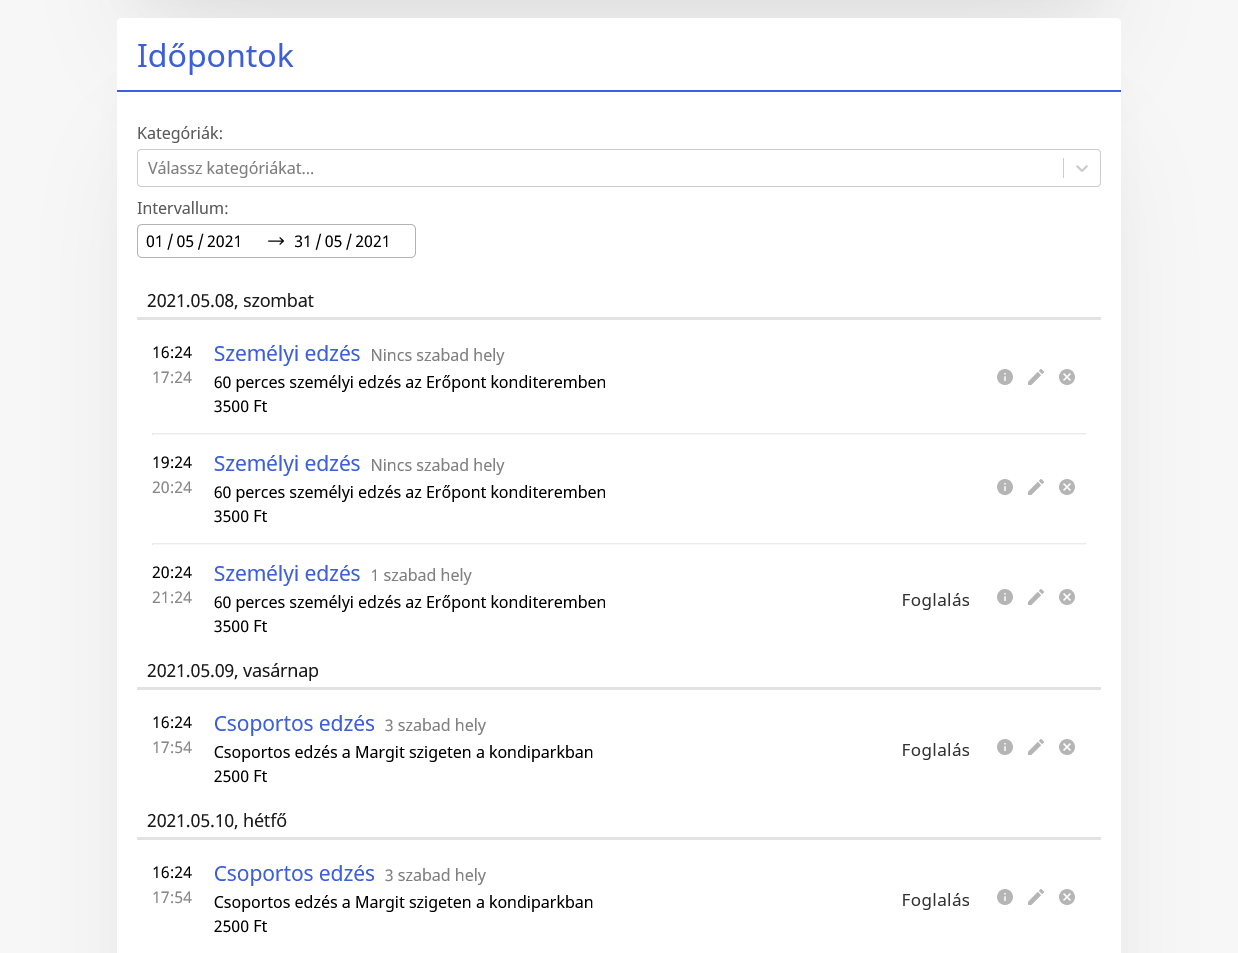 Időpontok
Kategóriák:
Válassz kategóriákat...
Intervallum:
01 / 05 / 2021 → 31 / 05 / 2021
2021.05.08, szombat
16:24 Személyi edzés Nincs szabad hely
17:24 60 perces személyi edzés az Erőpont konditeremben
3500 Ft
19:24 Személyi edzés Nincs szabad hely
20:24 60 perces személyi edzés az Erőpont konditeremben
3500 Ft
20:24 Személyi edzés 1 szabad hely
21:24 60 perces személyi edzés az Erőpont konditeremben Foglalás
3500 Ft
2021.05.09, vasárnap
16:24 Csoportos edzés 3 szabad hely
17:54 Csoportos edzés a Margit szigeten a kondiparkban Foglalás
2500 Ft
2021.05.10, hétfő
16:24 Csoportos edzés 3 szabad hely
17:54 Csoportos edzés a Margit szigeten a kondiparkban Foglalás
2500 Ft